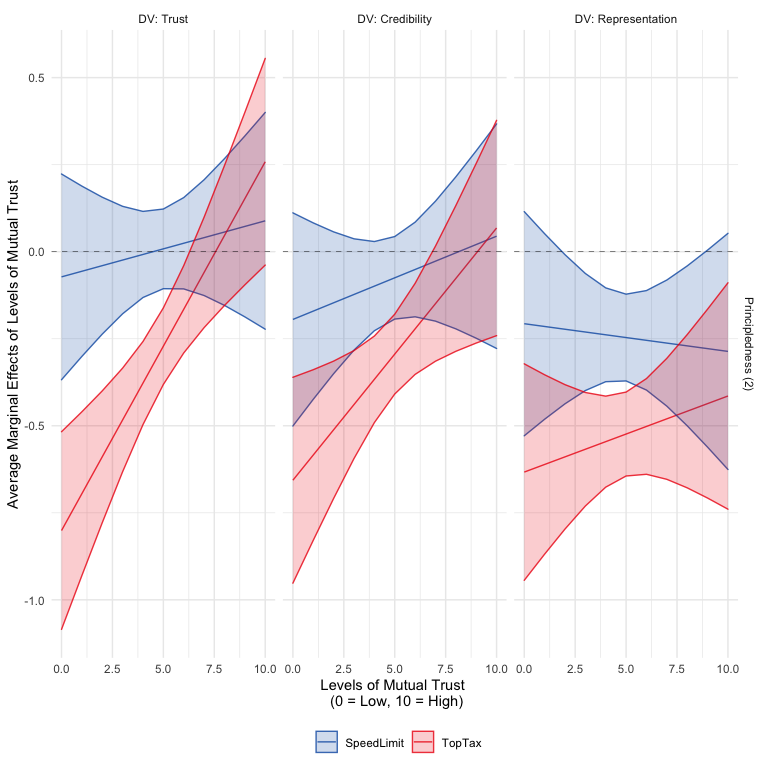 DV: Trust
DV: Credibility
DV: Representation
0.5
0.0
-0.5
-1.0
Average Marginal Effects of Levels of Mutual Trust
Principledness (2)
0.0 2.5 5.0 7.5 10.0
0.0 2.5 5.0 7.5 10.0
0.0 2.5 5.0 7.5 10.0
Levels of Mutual Trust
(0 = Low, 10 = High)
SpeedLimit
TopTax